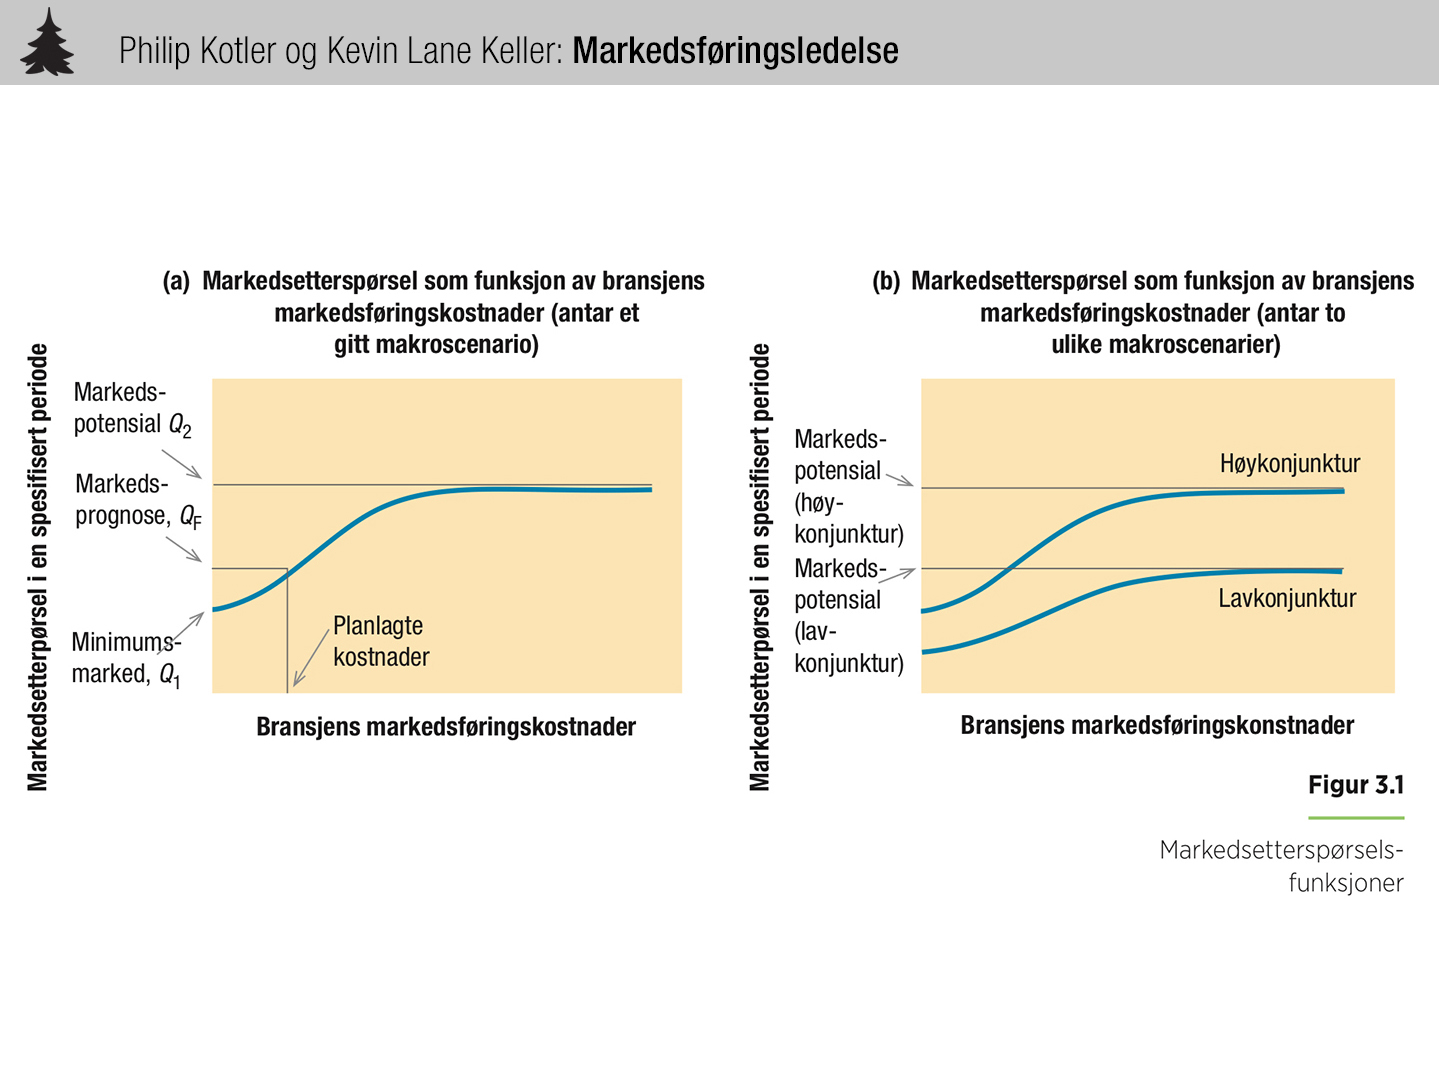 Philip Kotler og Kevin Lane Keller: Markedsføringsledelse
(a) Markedsetterspørsel som funksjon av bransjens
markedsføringskostnader (antar et
gitt makroscenario)
Markedsetterpørsel i en spesifisert periode
Markeds-
potensial Q2
Markeds-
prognose, QF
Minimums-
marked, Q1
Planlagte
kostnader
Bransjens markedsføringskostnader
(b) Markedsetterspørsel som funksjon av bransjens
markedsføringskostnader (antar to
ulike makroscenarier)
Markedsetterpørsel i en spesifisert periode
Markeds-
potensial
(høy-
konjunktur)
Markeds-
potensial
(lav-
konjunktur)
Høykonjunktur
Lavkonjunktur
Bransjens markedsføringskonstnader
Figur 3.1
Markedsetterspørsels-
funksjoner